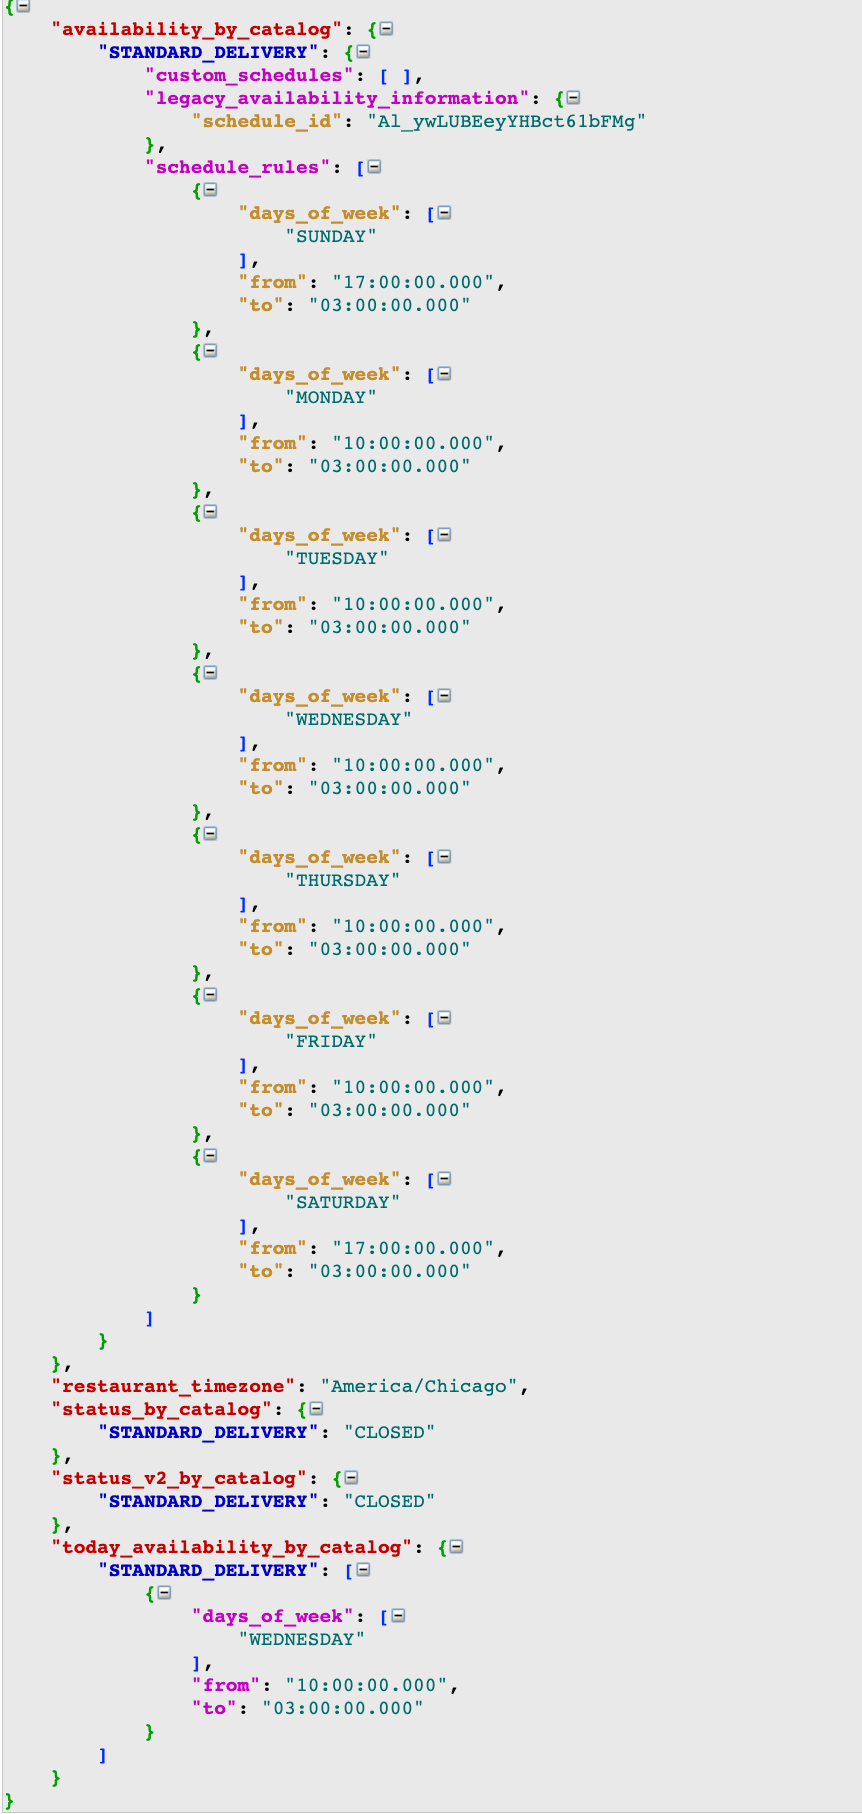 {
"availability_by_catalog": {
"STANDARD_DELIVERY": {
"custom_schedules": [ ],
"legacy_availability_information": {
"schedule_id": "Al_ywLUBEeyYHBct61bFMg"
},
"schedule_rules": [
{
"days_of_week": [
"SUNDAY"
],
"from": "17:00:00.000",
"to": "03:00:00.000"
},
{
"days_of_week": [
"MONDAY"
],
"from": "10:00:00.000",
"to": "03:00:00.000"
},
{
"days_of_week": [
"TUESDAY"
],
"from": "10:00:00.000",
"to": "03:00:00.000"
},
{
"days_of_week": [
"WEDNESDAY"
],
"from": "10:00:00.000",
"to": "03:00:00.000"
},
{
"days_of_week": [
"THURSDAY"
],
"from": "10:00:00.000",
"to": "03:00:00.000"
},
{
"days_of_week": [
"FRIDAY"
],
"from": "10:00:00.000",
"to": "03:00:00.000"
},
{
"days_of_week": [
"SATURDAY"
],
"from": "17:00:00.000",
"to": "03:00:00.000"
}
]
}
},
"restaurant_timezone": "America/Chicago",
"status_by_catalog": {
"STANDARD_DELIVERY": "CLOSED"
},
"status_v2_by_catalog": {
"STANDARD_DELIVERY": "CLOSED"
},
"today_availability_by_catalog": {
"STANDARD_DELIVERY": [
{
"days_of_week": [
"WEDNESDAY"
],
"from": "10:00:00.000",
"to": "03:00:00.000"
}
]
}
}